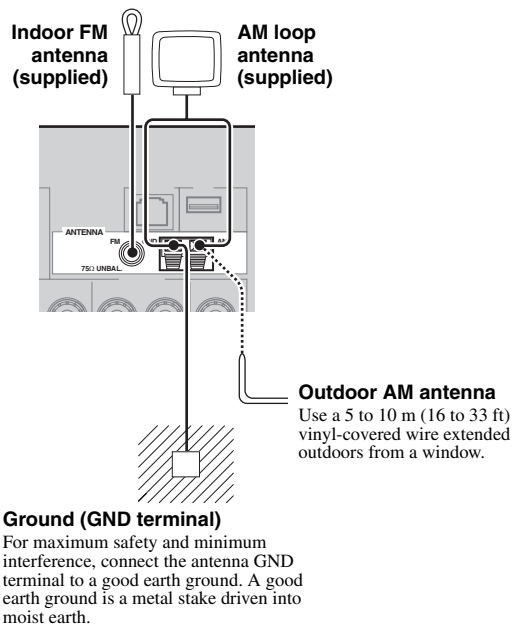 Indoor FM
antenna
(supplied)
AM loop
antenna
(supplied)
ANTENNA
FM
75Ω UNBAL.
Outdoor AM antenna
Use a 5 to 10 m (16 to 33 ft)
vinyl-covered wire extended
outdoors from a window.
Ground (GND terminal)
For maximum safety and minimum
interference, connect the antenna GND
terminal to a good earth ground. A good
earth ground is a metal stake driven into
moist earth.